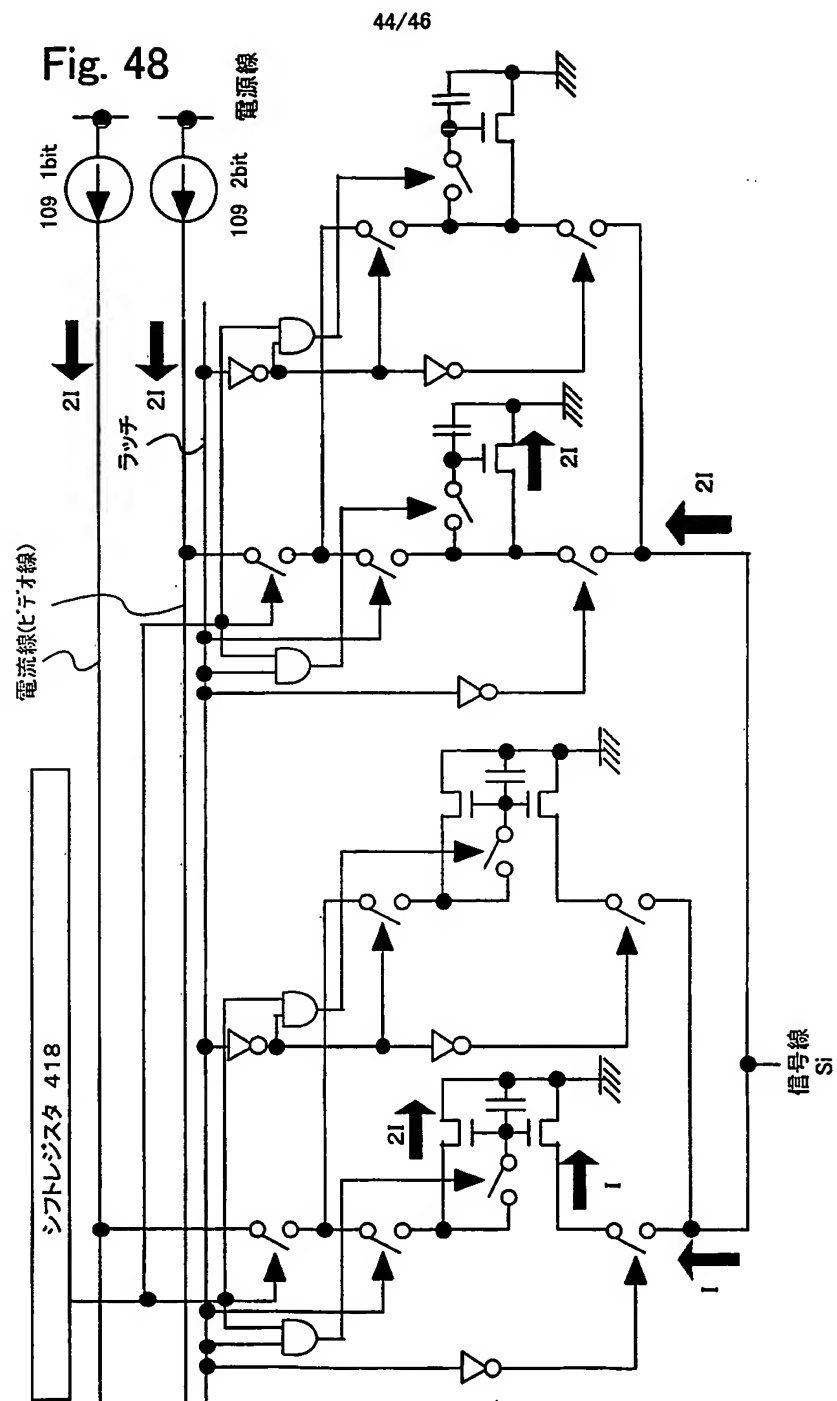 44/46
Fig. 48
電源線
109 1bit
109 2bit
2I
2I
ラッチ
電流線(ビデオ線)
シフトレジスタ 418
2I
2I
2I
I
I
信号線
Si